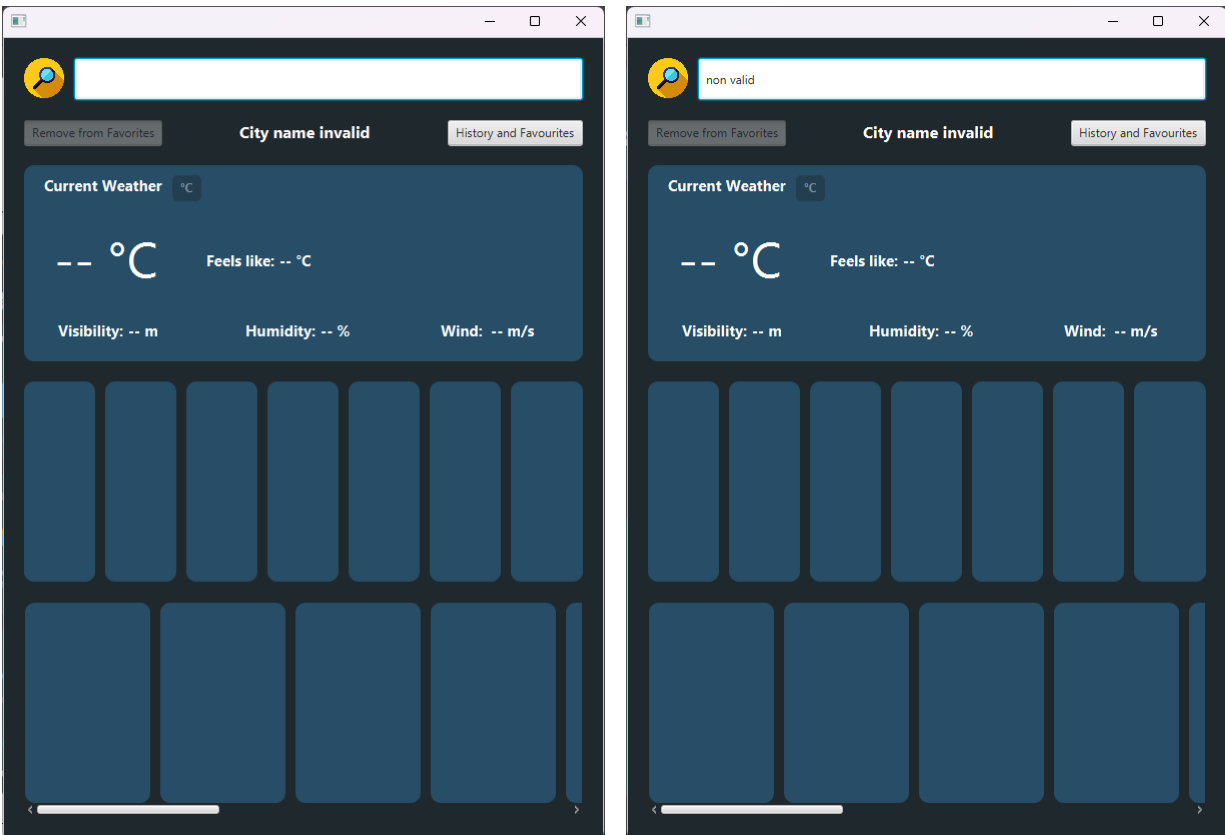 Remove from Favorites
City name invalid
History and Favourites
Current Weather
°C
-- °C
Feels like: -- °C
Visibility: -- m
Humidity: -- %
Wind: -- m/s
non valid
Remove from Favorites
City name invalid
History and Favourites
Current Weather
°C
-- °C
Feels like: -- °C
Visibility: -- m
Humidity: -- %
Wind: -- m/s